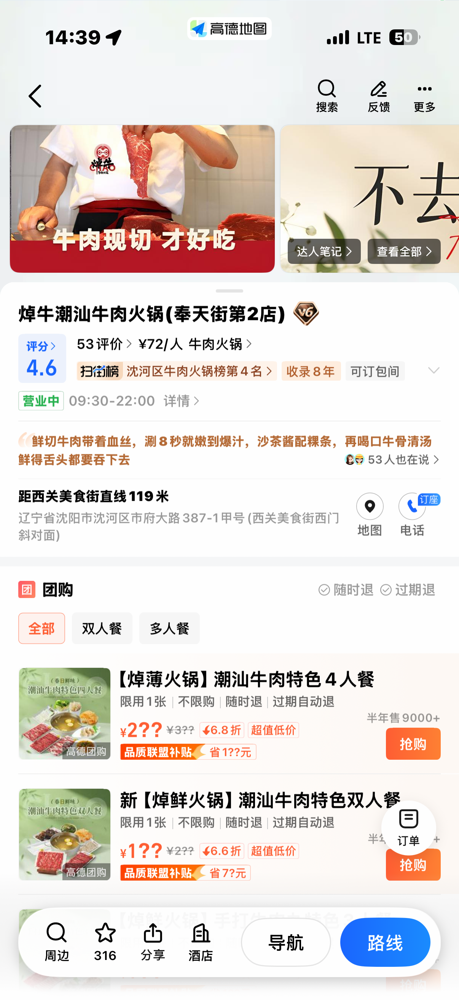 14:39
高德地图
LTE
50
搜索
反馈
更多
焯牛
CHAO
牛肉现切 才好吃
不去
达人笔记
查看全部
焯牛潮汕牛肉火锅(奉天街第2店)
V6
评分
4.6
53评价
¥72/人 牛肉火锅
扫街榜 沈河区牛肉火锅榜第4名
收录8年
可订包间
营业中 09:30-22:00 详情
“鲜切牛肉带着血丝，涮8秒就嫩到爆汁，沙茶酱配粿条，再喝口牛骨清汤
鲜得舌头都要吞下去
53人也在说
距西关美食街直线119米
辽宁省沈阳市沈河区市府大路387-1甲号(西关美食街西门
斜对面)
地图
订座
电话
团 团购
随时退 过期退
全部
双人餐
多人餐
(春日鲜味)
潮汕牛肉特色四人餐
高德团购
【焯薄火锅】潮汕牛肉特色4人餐
限用1张 | 不限购 | 随时退 | 过期自动退
半年售9000+
¥2?? ¥3?? 6.8折 超值低价
品质联盟补贴 省1??元
抢购
(春日鲜味)
潮汕牛肉特色双人餐
高德团购
新【焯鲜火锅】潮汕牛肉特色双人餐
限用1张 | 不限购 | 随时退 | 过期自动退
半年
+
¥1?? ¥2?? 6.6折 超值低价
品质联盟补贴 省7?元
订单
抢购
周边
316
分享
酒店
导航
路线
抢购